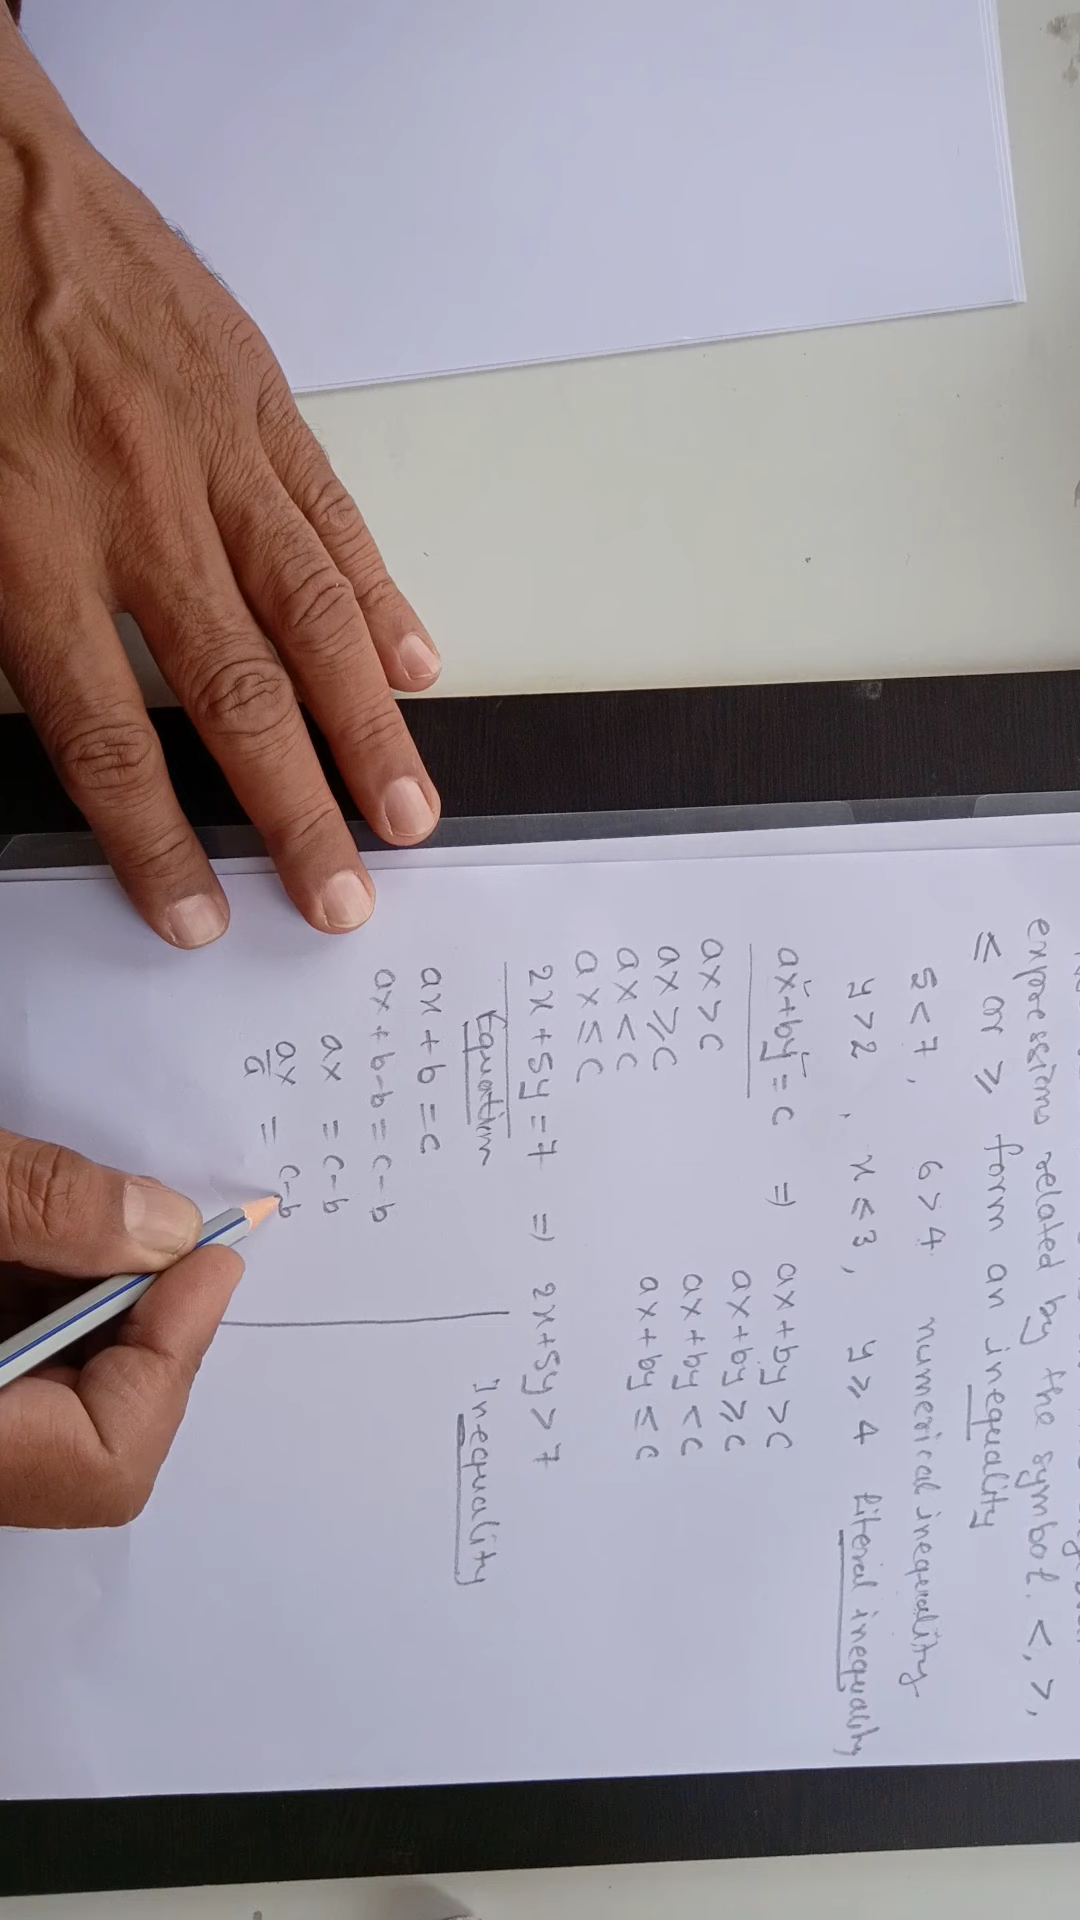 expressions related by the symbol. <, >,
≤ or ≥ form an inequality
5 < 7, 6 > 4 numerical inequality
y > 2, x ≤ 3, y ≥ 4 literal inequality
ax + by = c ⇒ ax + by > c
ax + by ≥ c
ax + by < c
ax + by ≤ c
ax > c
ax ≥ c
ax < c
ax ≤ c
2x + 5y = 7 ⇒ 2x + 5y > 7
Equation
ax + b = c
ax + b - b = c - b
ax = c - b
ax/a = c - b
Inequality